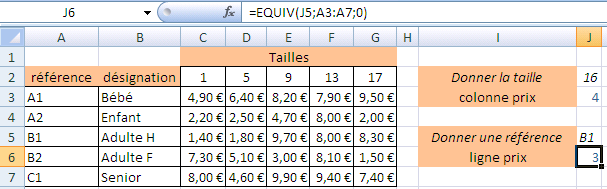 J6 fx =EQUIV(J5;A3:A7;0)
A B C D E F G H I J
1 Tailles
2 référence désignation 1 5 9 13 17 Donner la taille 16
3 A1 Bébé 4,90 € 6,40 € 8,20 € 7,90 € 9,50 € colonne prix 4
4 A2 Enfant 2,20 € 2,50 € 4,70 € 8,00 € 2,00 €
5 B1 Adulte H 1,40 € 1,80 € 9,70 € 8,00 € 8,30 € Donner une référence B1
6 B2 Adulte F 7,30 € 5,10 € 3,00 € 8,10 € 1,50 € ligne prix 3
7 C1 Senior 8,00 € 4,60 € 9,90 € 9,40 € 7,40 €